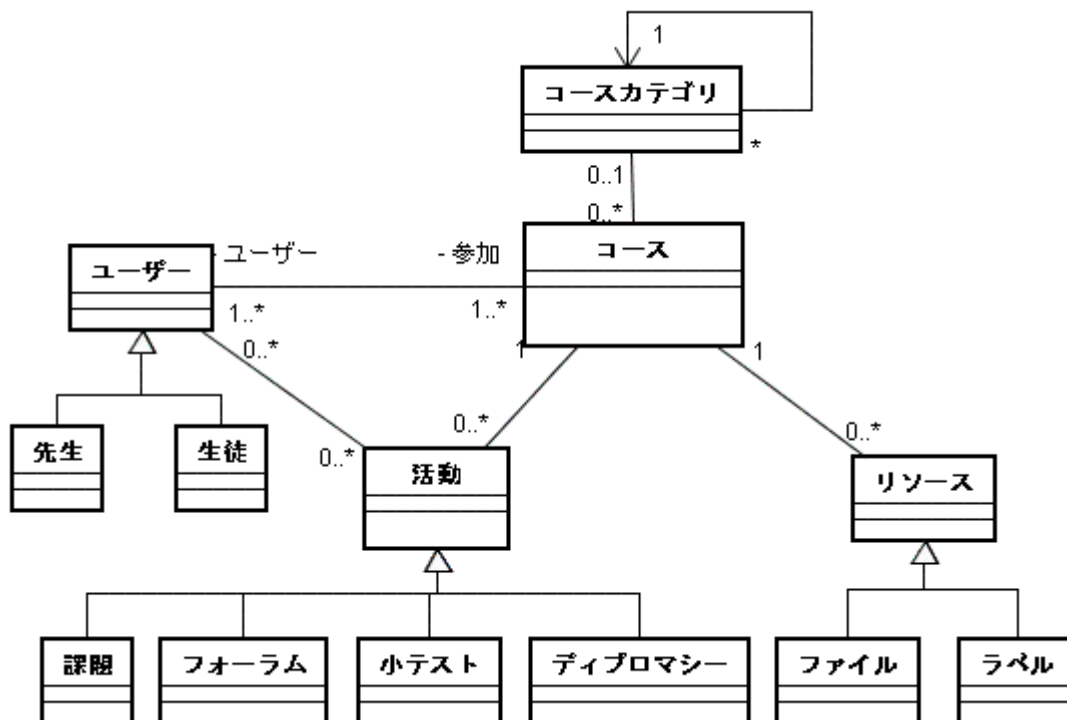 1
コースカテゴリ
*
0..1
0..*
コース
ユーザー
- ユーザー
- 参加
1..*
1..*
0..*
1
1
0..*
0..*
0..*
先生
生徒
活動
リソース
課題
フォーラム
小テスト
ディプロマシー
ファイル
ラベル